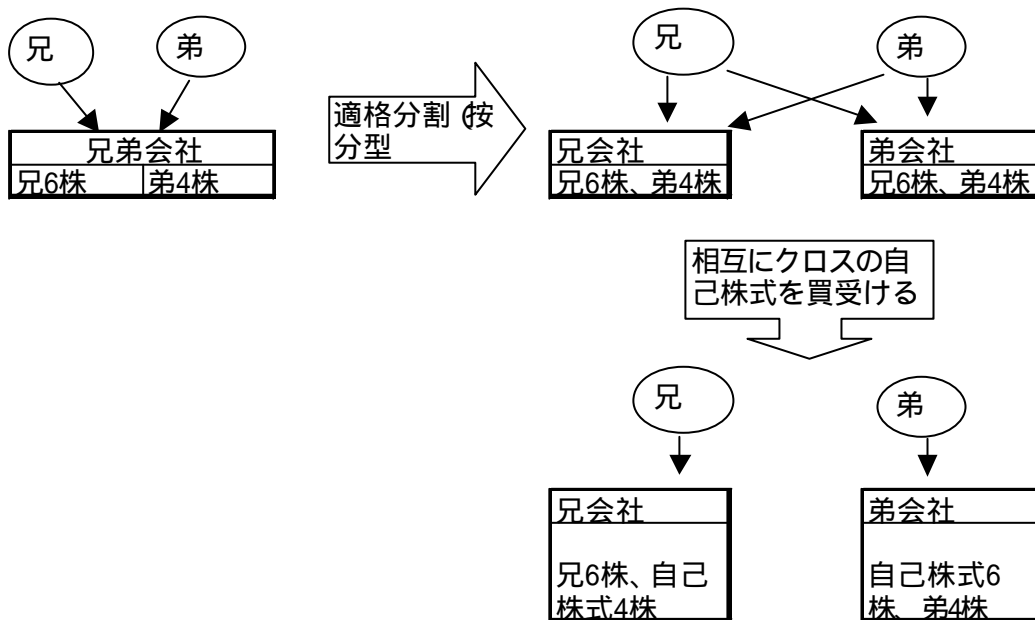 兄
弟
兄弟会社
兄6株
弟4株
適格分割（按
分型
兄
弟
兄会社
兄6株、弟4株
弟会社
兄6株、弟4株
相互にクロスの自
己株式を買受ける
兄
弟
兄会社
兄6株、自己
株式4株
弟会社
自己株式6
株、弟4株